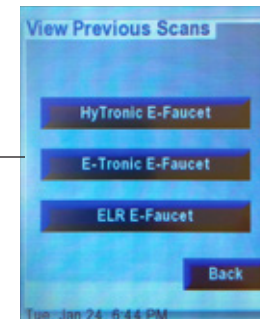 View Previous Scans
HyTronic E-Faucet
E-Tronic E-Faucet
ELR E-Faucet
Back
Tue, Jan 24, 6:44 PM